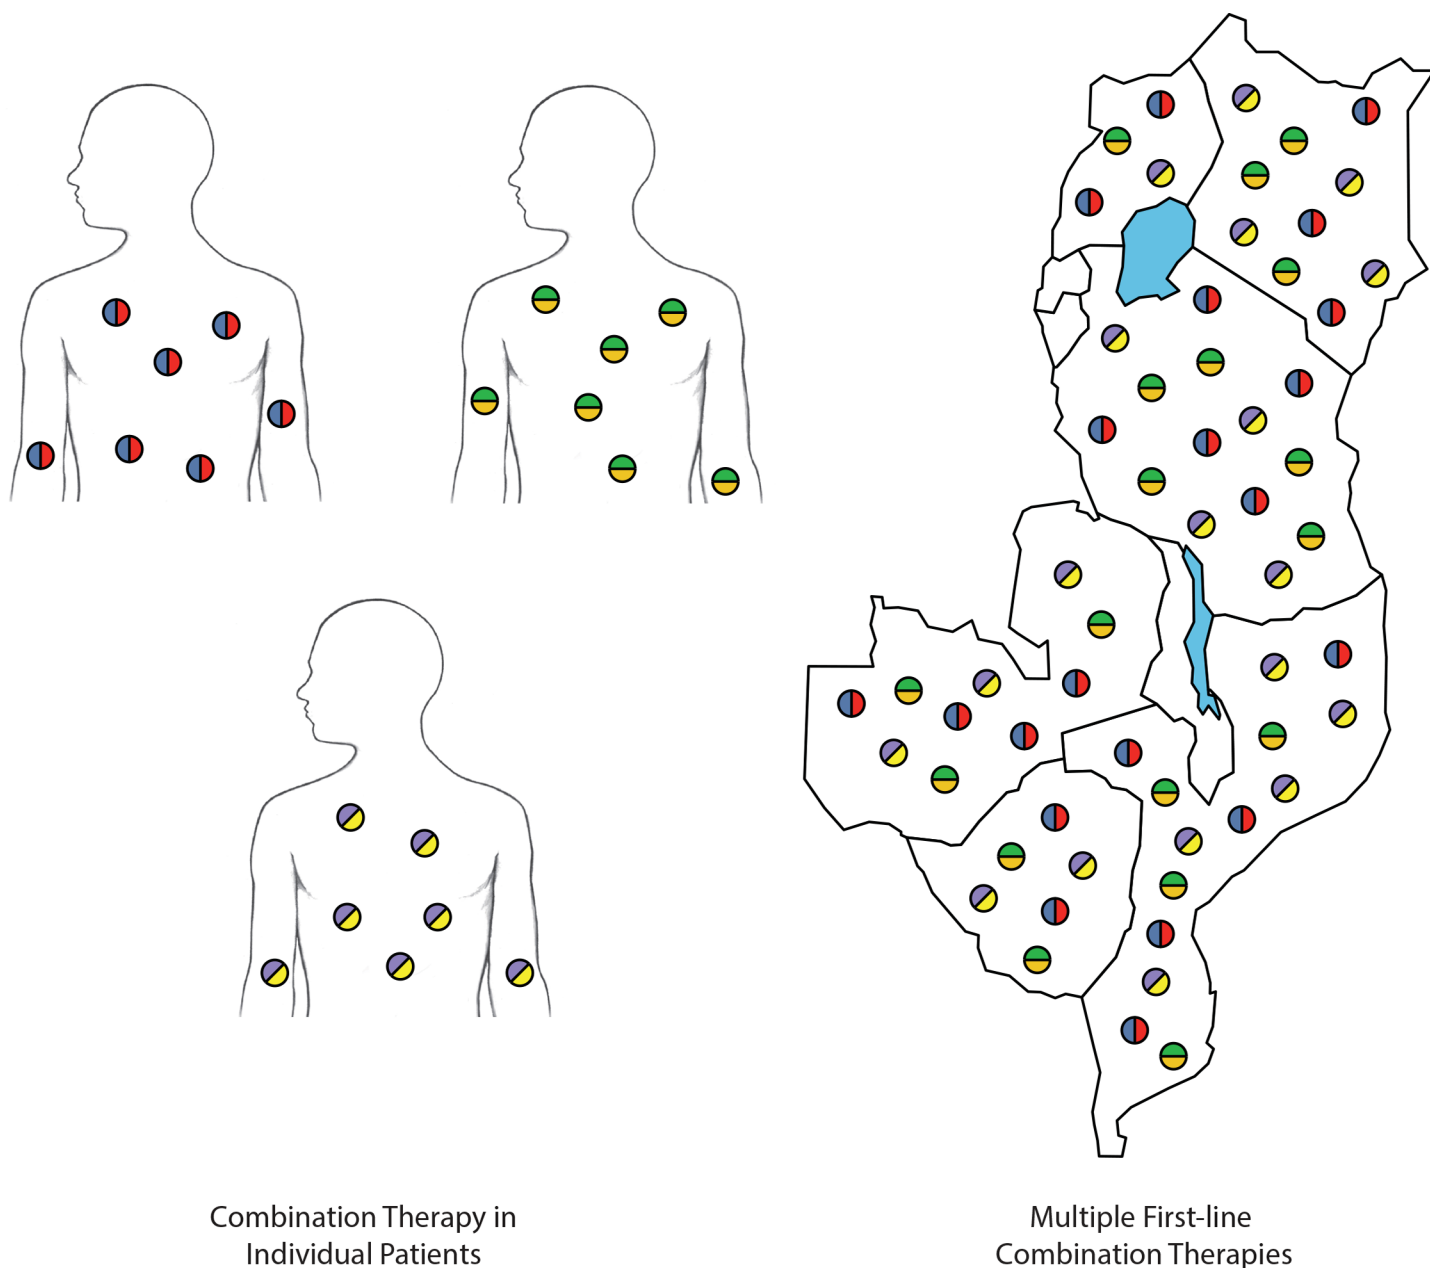 Combination Therapy in
Individual Patients
Multiple First-line
Combination Therapies